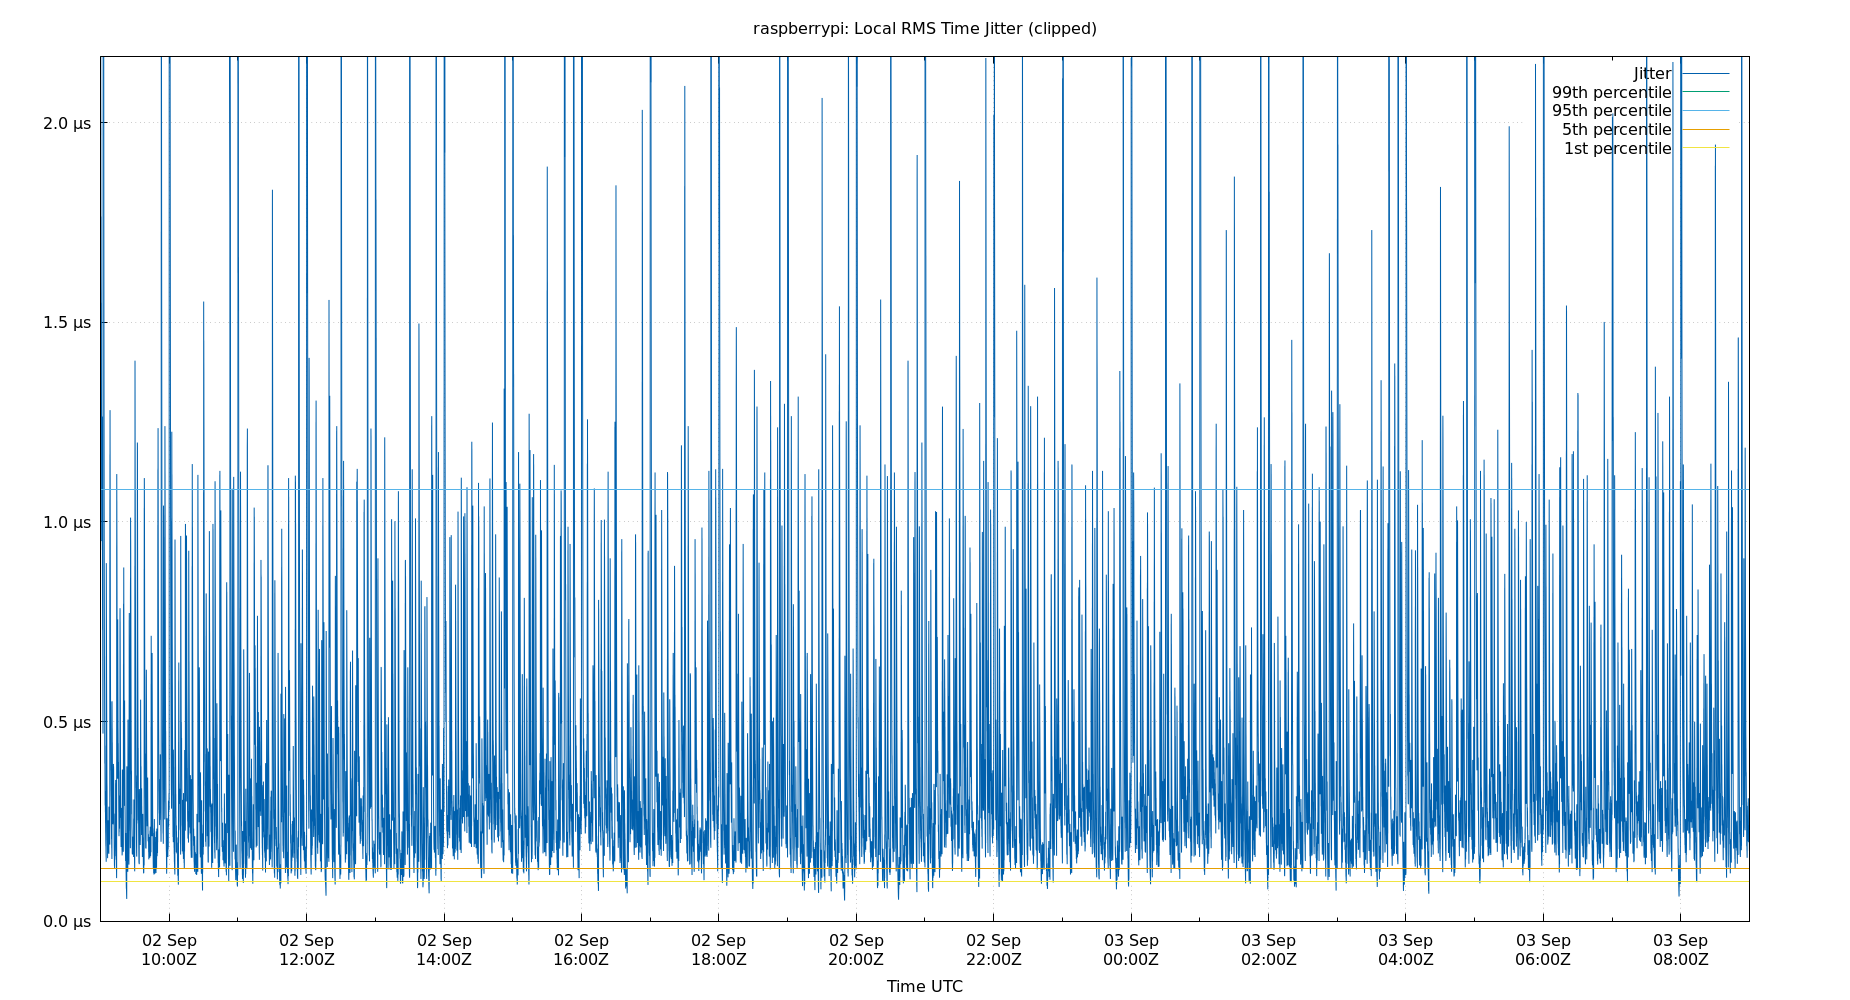 raspberrypi: Local RMS Time Jitter (clipped)
Jitter
99th percentile
95th percentile
5th percentile
1st percentile
2.0 µs
1.5 µs
1.0 µs
0.5 µs
0.0 µs
02 Sep 02 Sep 02 Sep 02 Sep 02 Sep 02 Sep 02 Sep 03 Sep 03 Sep 03 Sep 03 Sep 03 Sep
10:00Z 12:00Z 14:00Z 16:00Z 18:00Z 20:00Z 22:00Z 00:00Z 02:00Z 04:00Z 06:00Z 08:00Z
Time UTC